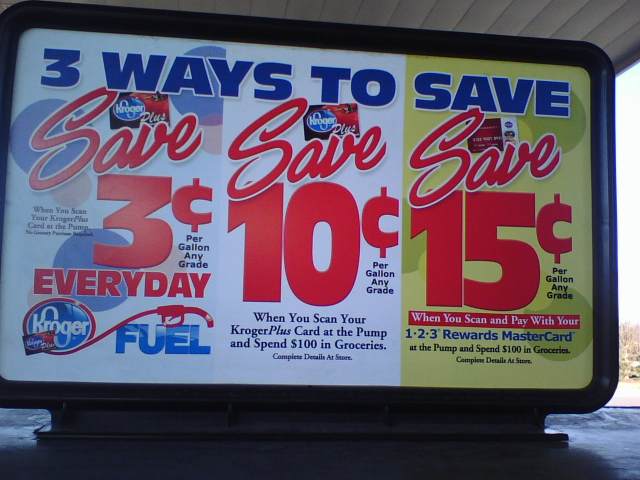 3 WAYS TO SAVE
Kroger Plus
Save
3¢
Per
Gallon
Any
Grade
When You Scan
Your KrogerPlus
Card at the Pump.
No Grocery Purchase Required.
EVERYDAY
Kroger
FUEL
Kroger Plus
Save
10¢
Per
Gallon
Any
Grade
When You Scan Your
KrogerPlus Card at the Pump
and Spend $100 in Groceries.
Complete Details At Store.
Save
15¢
Per
Gallon
Any
Grade
When You Scan and Pay With Your
1·2·3 Rewards MasterCard
at the Pump and Spend $100 in Groceries.
Complete Details At Store.